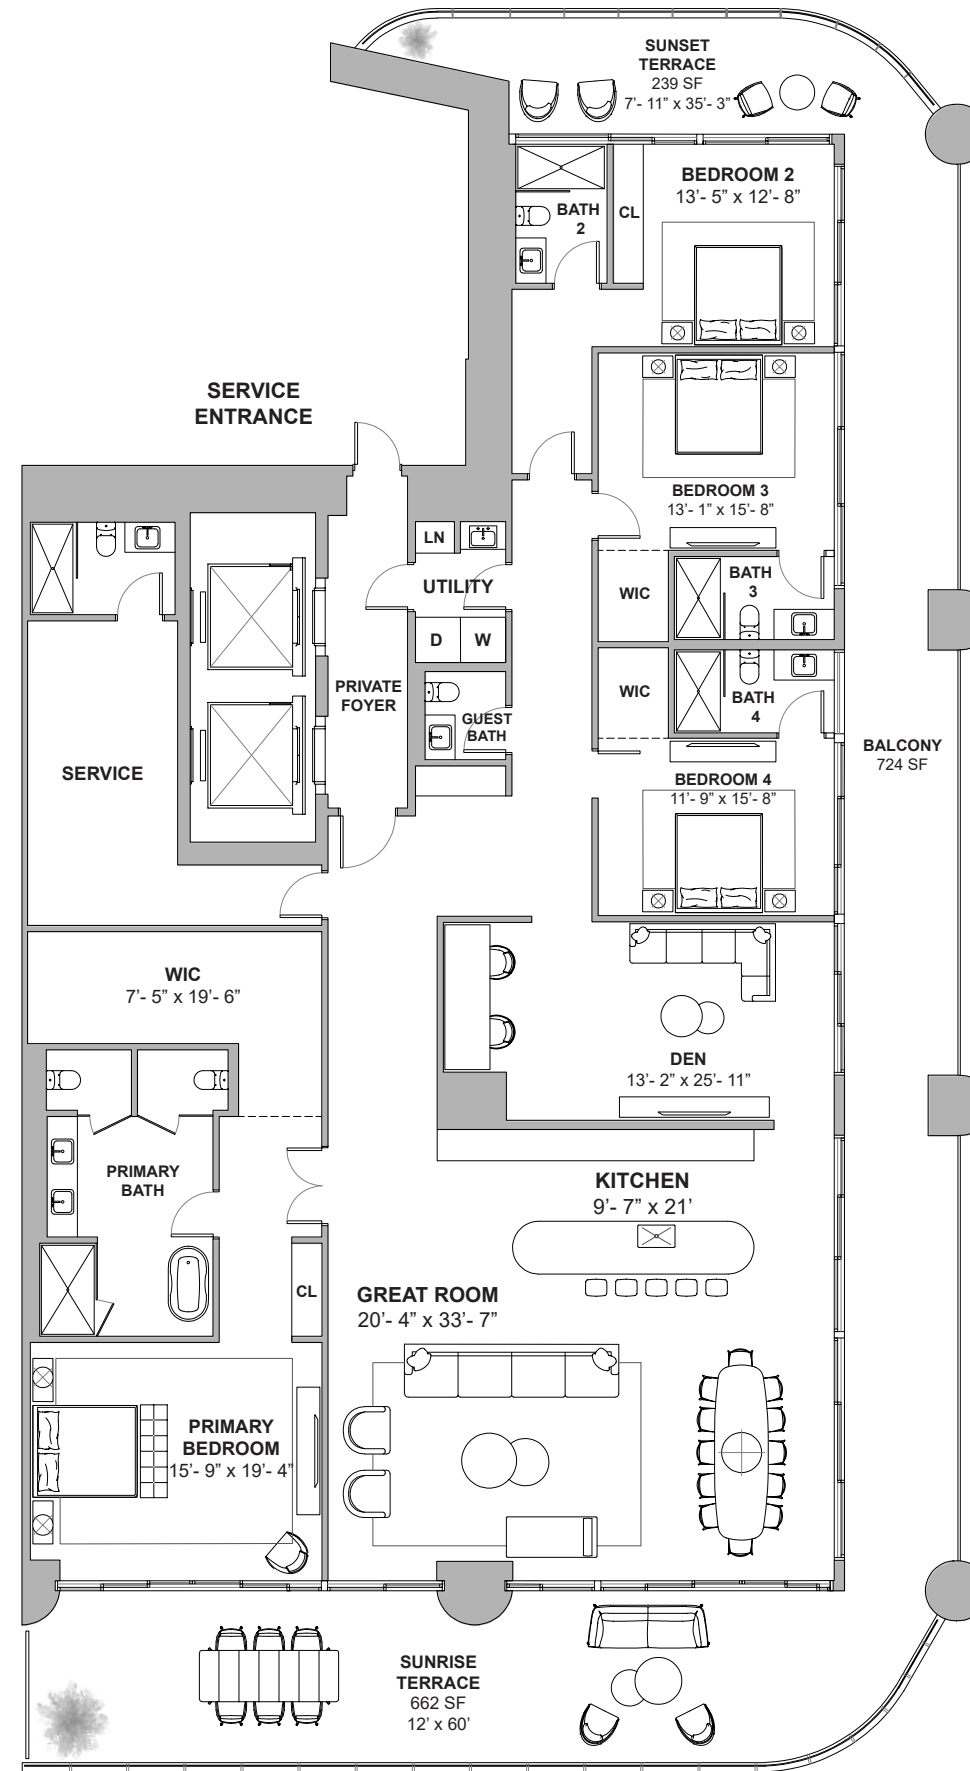 SUNSET
TERRACE
239 SF
7’- 11” x 35’- 3”
BEDROOM 2
13’- 5” x 12’- 8”
BATH
2
CL
SERVICE
ENTRANCE
BEDROOM 3
13’- 1” x 15’- 8”
LN
UTILITY
D
W
WIC
BATH
3
PRIVATE
FOYER
GUEST
BATH
WIC
BATH
4
SERVICE
BEDROOM 4
11’- 9” x 15’- 8”
BALCONY
724 SF
WIC
7’- 5” x 19’- 6”
DEN
13’- 2” x 25’- 11”
PRIMARY
BATH
KITCHEN
9’- 7” x 21’
CL
GREAT ROOM
20’- 4” x 33’- 7”
PRIMARY
BEDROOM
15’- 9” x 19’- 4”
SUNRISE
TERRACE
662 SF
12’ x 60’